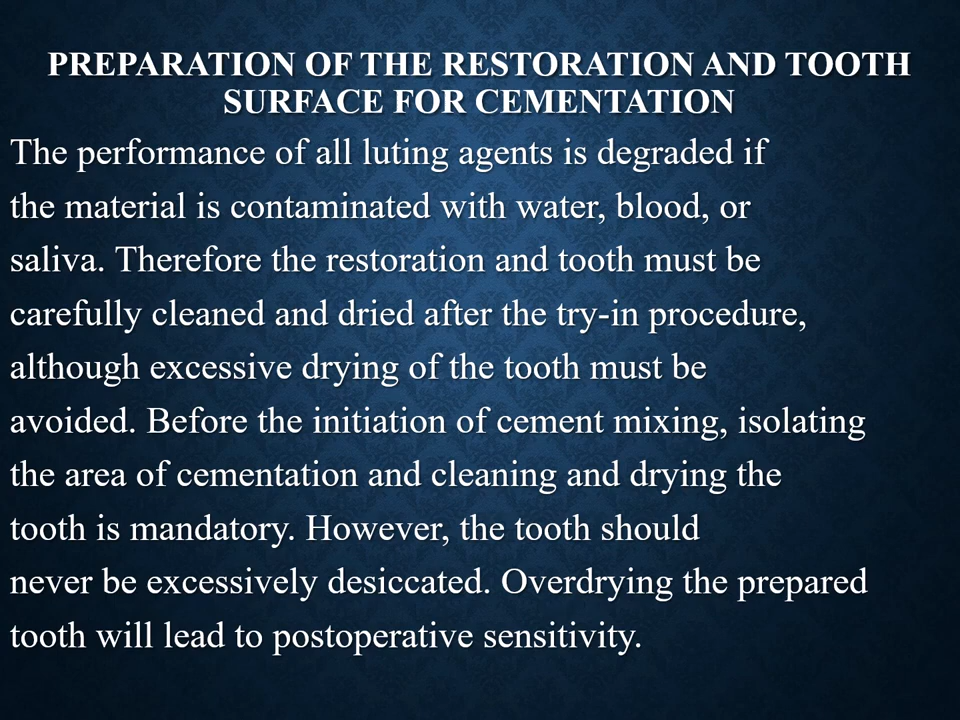 PREPARATION OF THE RESTORATION AND TOOTH
SURFACE FOR CEMENTATION
The performance of all luting agents is degraded if
the material is contaminated with water, blood, or
saliva. Therefore the restoration and tooth must be
carefully cleaned and dried after the try-in procedure,
although excessive drying of the tooth must be
avoided. Before the initiation of cement mixing, isolating
the area of cementation and cleaning and drying the
tooth is mandatory. However, the tooth should
never be excessively desiccated. Overdrying the prepared
tooth will lead to postoperative sensitivity.